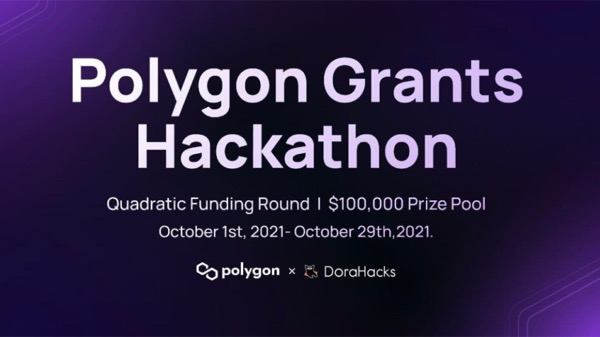 Polygon Grants
Hackathon
Quadratic Funding Round | $100,000 Prize Pool
October 1st, 2021- October 29th,2021.
polygon × DoraHacks